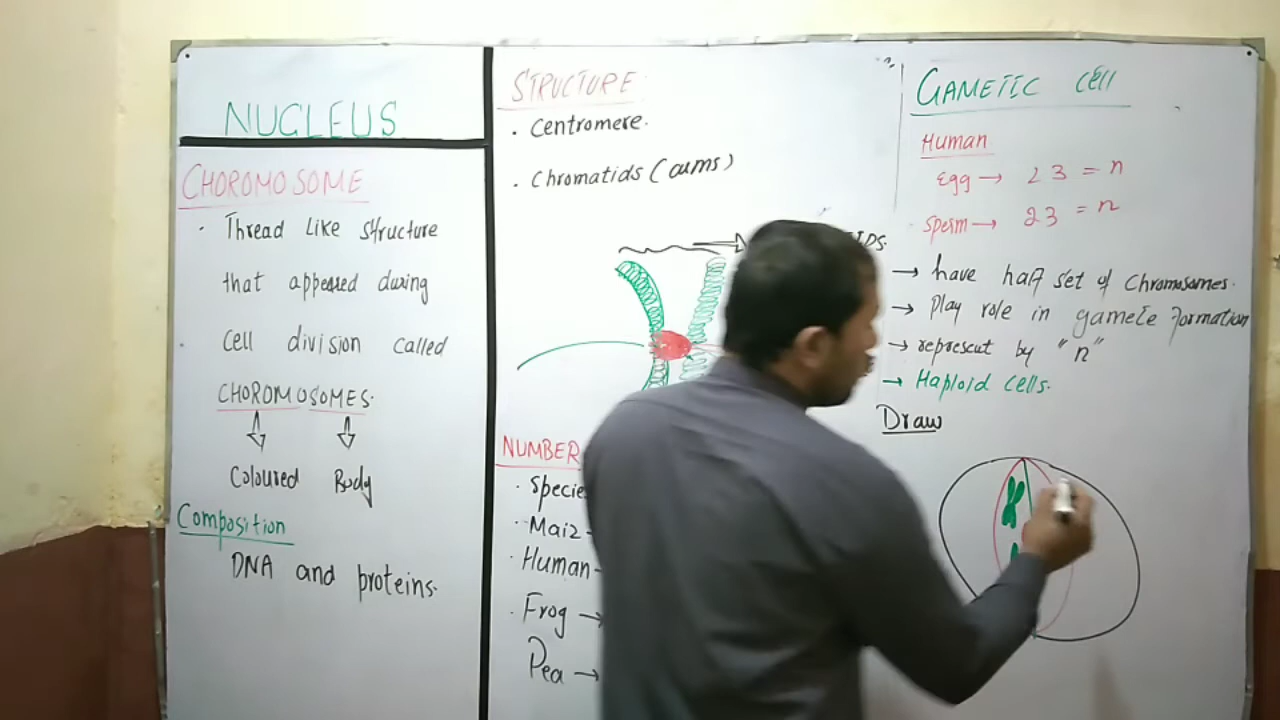 NUCLEUS
CHOROMOSOME
· Thread Like structure
that appeared during
· Cell division called
CHOROMOSOMES.
Coloured Body
Composition
DNA and proteins.
STRUCTURE
· Centromere.
· Chromatids (arms)
NUMBER
· Species
· Maiz
· Human
· Frog →
Pea →
GAMETIC Cell
Human
Egg → 23 = n
· Sperm → 23 = n
→ have half set of Chromosomes.
→ Play role in gamete Formation
→ represeut by "n"
→ Haploid Cells.
Draw